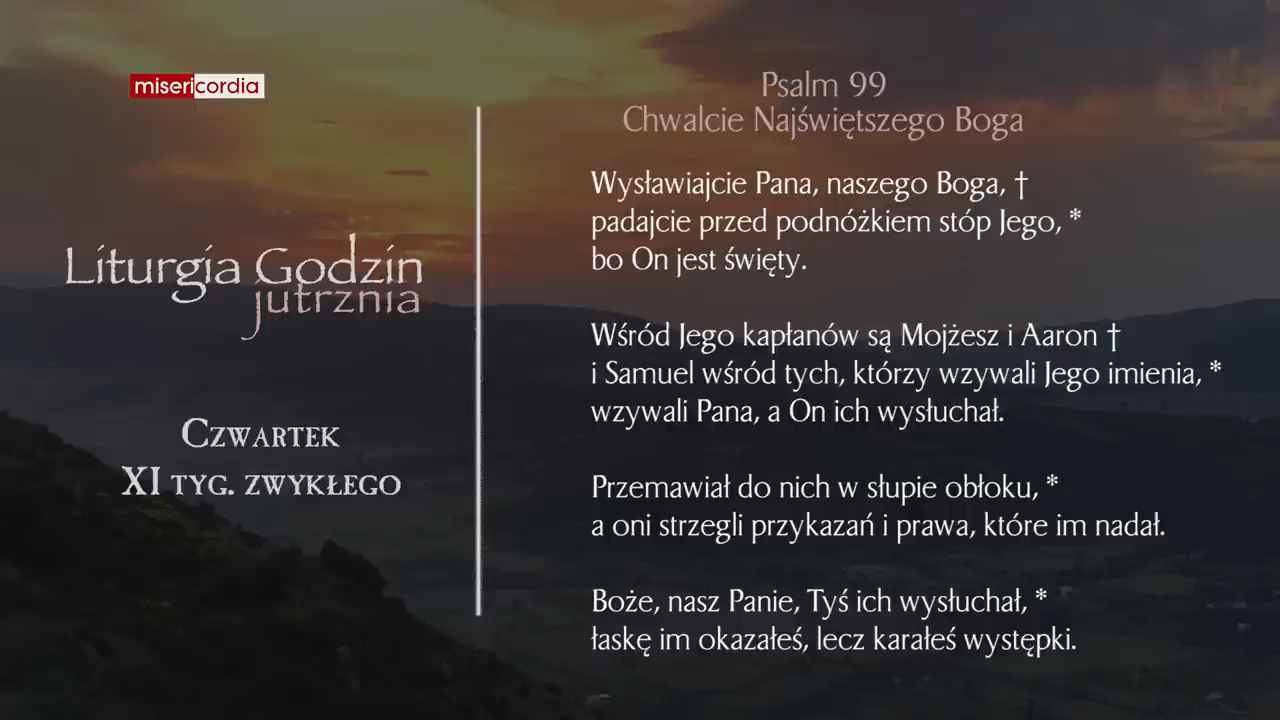 misericordia
Liturgia Godzin
jutrznia
Czwartek
XI tyg. zwykłego
Psalm 99
Chwalcie Najświętszego Boga
Wysławiajcie Pana, naszego Boga, †
padajcie przed podnóżkiem stóp Jego, *
bo On jest święty.
Wśród Jego kapłanów są Mojżesz i Aaron †
i Samuel wśród tych, którzy wzywali Jego imienia, *
wzywali Pana, a On ich wysłuchał.
Przemawiał do nich w słupie obłoku, *
a oni strzegli przykazań i prawa, które im nadał.
Boże, nasz Panie, Tyś ich wysłuchał, *
łaskę im okazałeś, lecz karałeś występki.